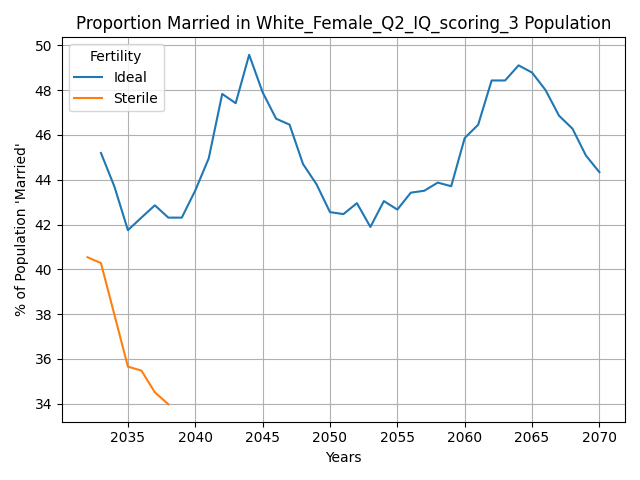 Proportion Married in White_Female_Q2_IQ_scoring_3 Population
% of Population 'Married'
Fertility
Ideal
Sterile
50
48
46
44
42
40
38
36
34
2035 2040 2045 2050 2055 2060 2065 2070
Years